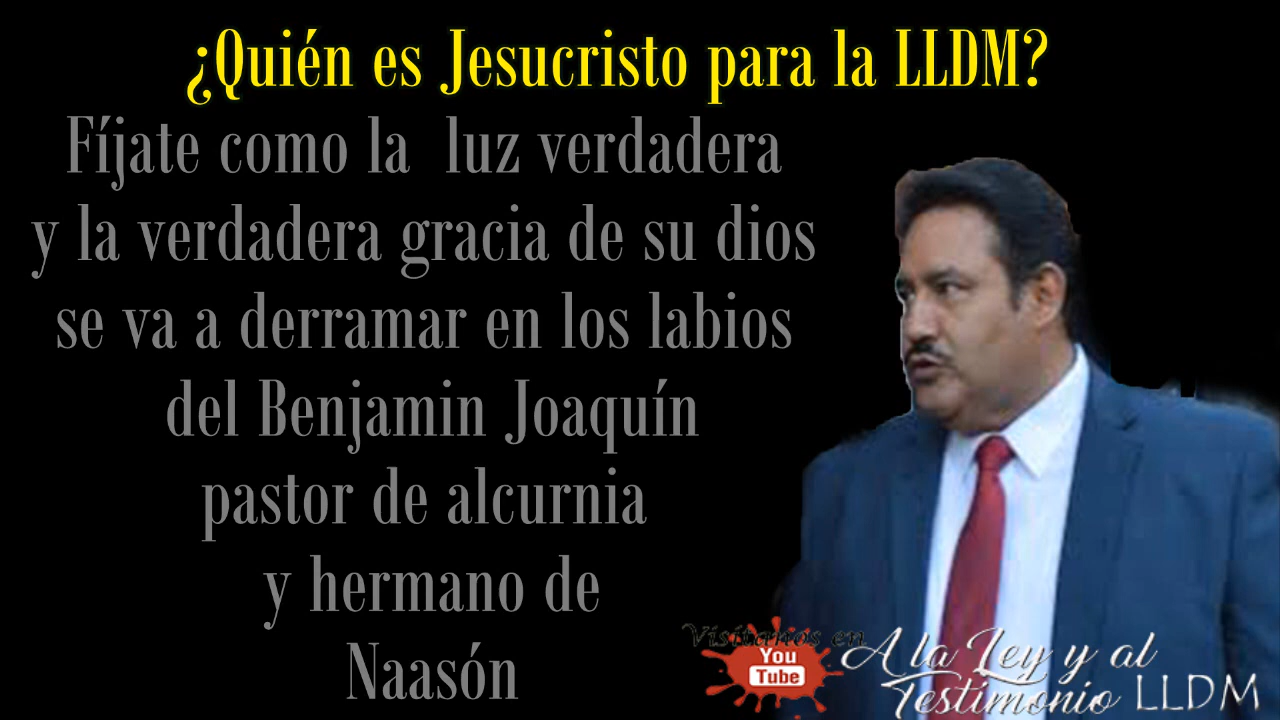 ¿Quién es Jesucristo para la LLDM?
Fíjate como la luz verdadera
y la verdadera gracia de su dios
se va a derramar en los labios
del Benjamin Joaquín
pastor de alcurnia
y hermano de
Naasón
Visítanos en
You
Tube
A la Ley y al
Testimonio LLDM